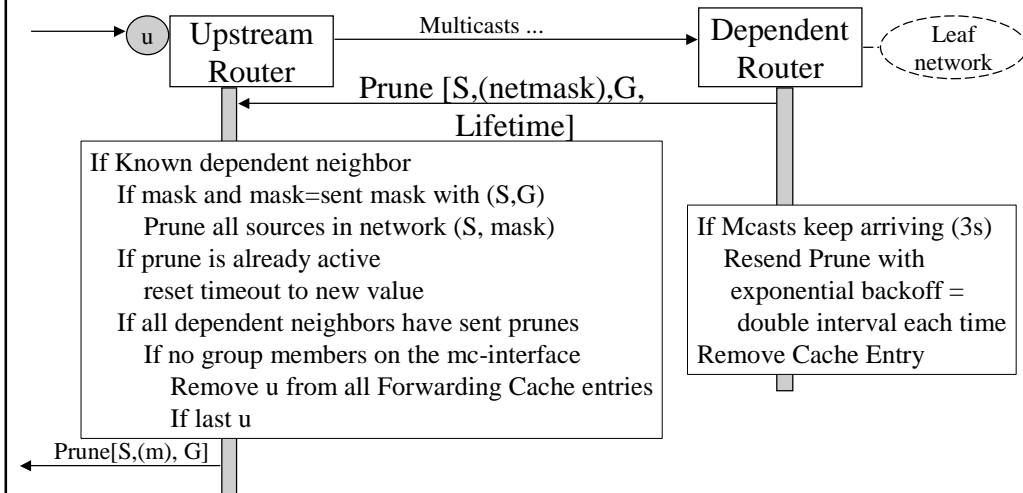 u
Upstream
Router
Multicasts ...
Dependent
Router
Leaf
network
Prune [S,(netmask),G,
Lifetime]
If Known dependent neighbor
If mask and mask=sent mask with (S,G)
Prune all sources in network (S, mask)
If prune is already active
reset timeout to new value
If all dependent neighbors have sent prunes
If no group members on the mc-interface
Remove u from all Forwarding Cache entries
If last u
If Mcasts keep arriving (3s)
Resend Prune with
exponential backoff =
double interval each time
Remove Cache Entry
Prune[S,(m), G]